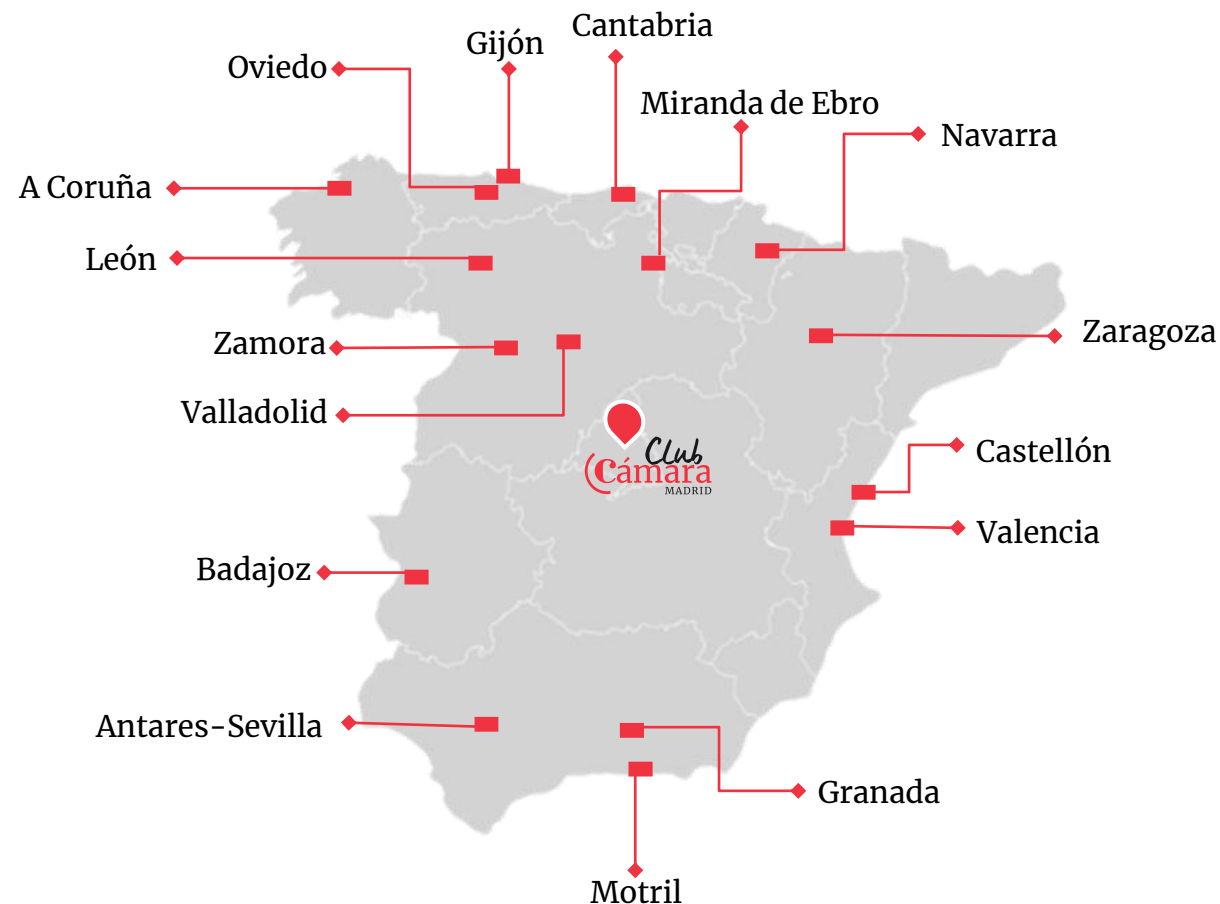 Cantabria
Gijón
Oviedo
Miranda de Ebro
Navarra
A Coruña
León
Zamora
Zaragoza
Valladolid
Club
Cámara
MADRID
Castellón
Valencia
Badajoz
Antares-Sevilla
Granada
Motril